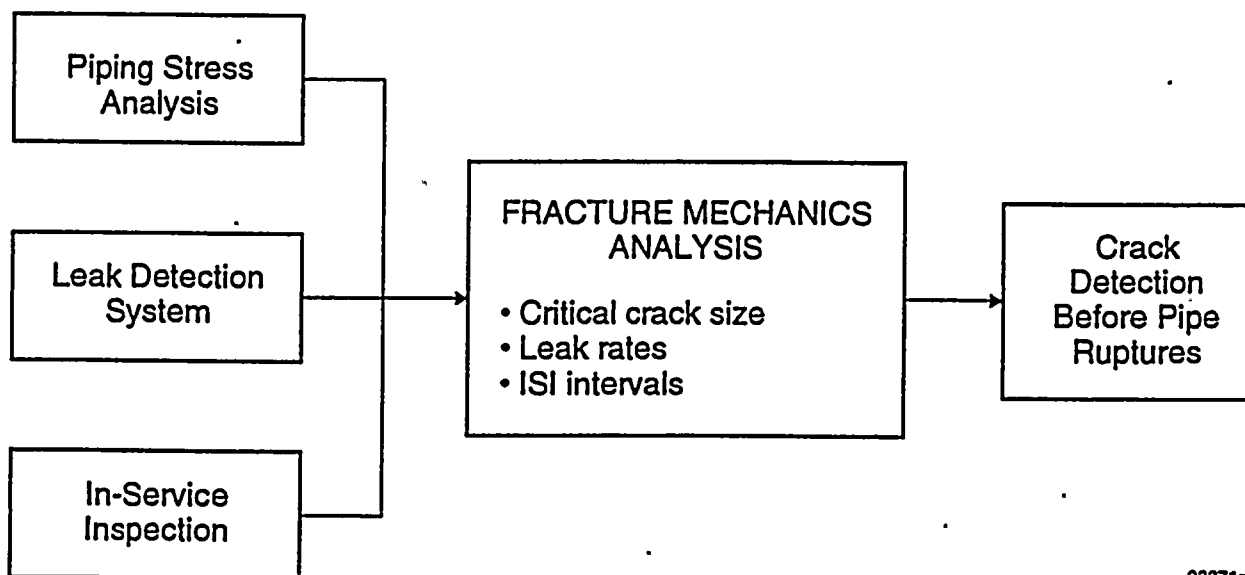 Piping Stress
Analysis
Leak Detection
System
In-Service
Inspection
FRACTURE MECHANICS
ANALYSIS
• Critical crack size
• Leak rates
• ISI intervals
Crack
Detection
Before Pipe
Ruptures